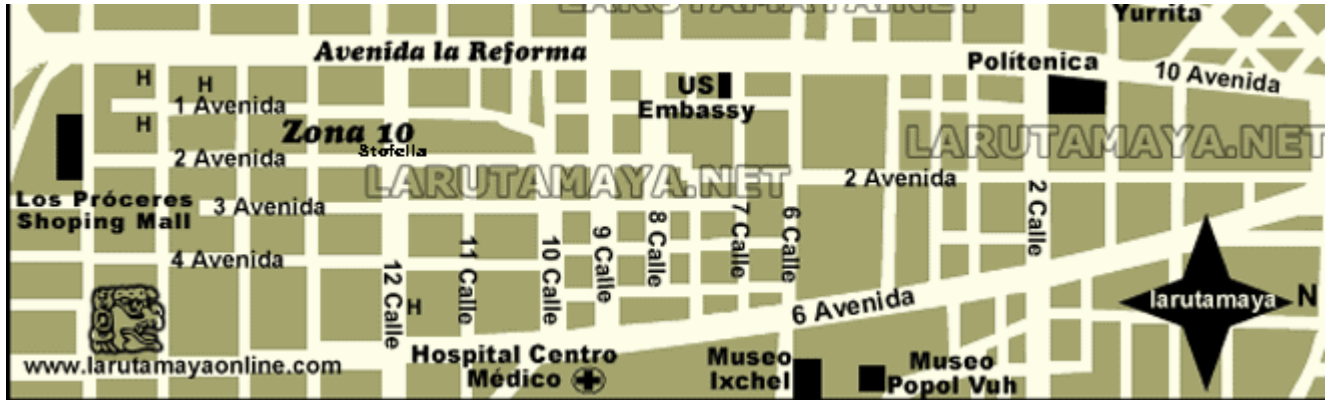 LARUTAMAYA.NET
Yurrita
Avenida la Reforma
Polítenica
10 Avenida
H
H
US
Embassy
1 Avenida
H
Zona 10
Stofella
2 Avenida
LARUTAMAYA.NET
LARUTAMAYA.NET
2 Avenida
Los Próceres
Shoping Mall
3 Avenida
4 Avenida
12 Calle
H
11 Calle
10 Calle
9 Calle
8 Calle
7 Calle
6 Calle
2 Calle
6 Avenida
larutamaya
N
www.larutamayaonline.com
Hospital Centro
Médico
Museo
Ixchel
Museo
Popol Vuh